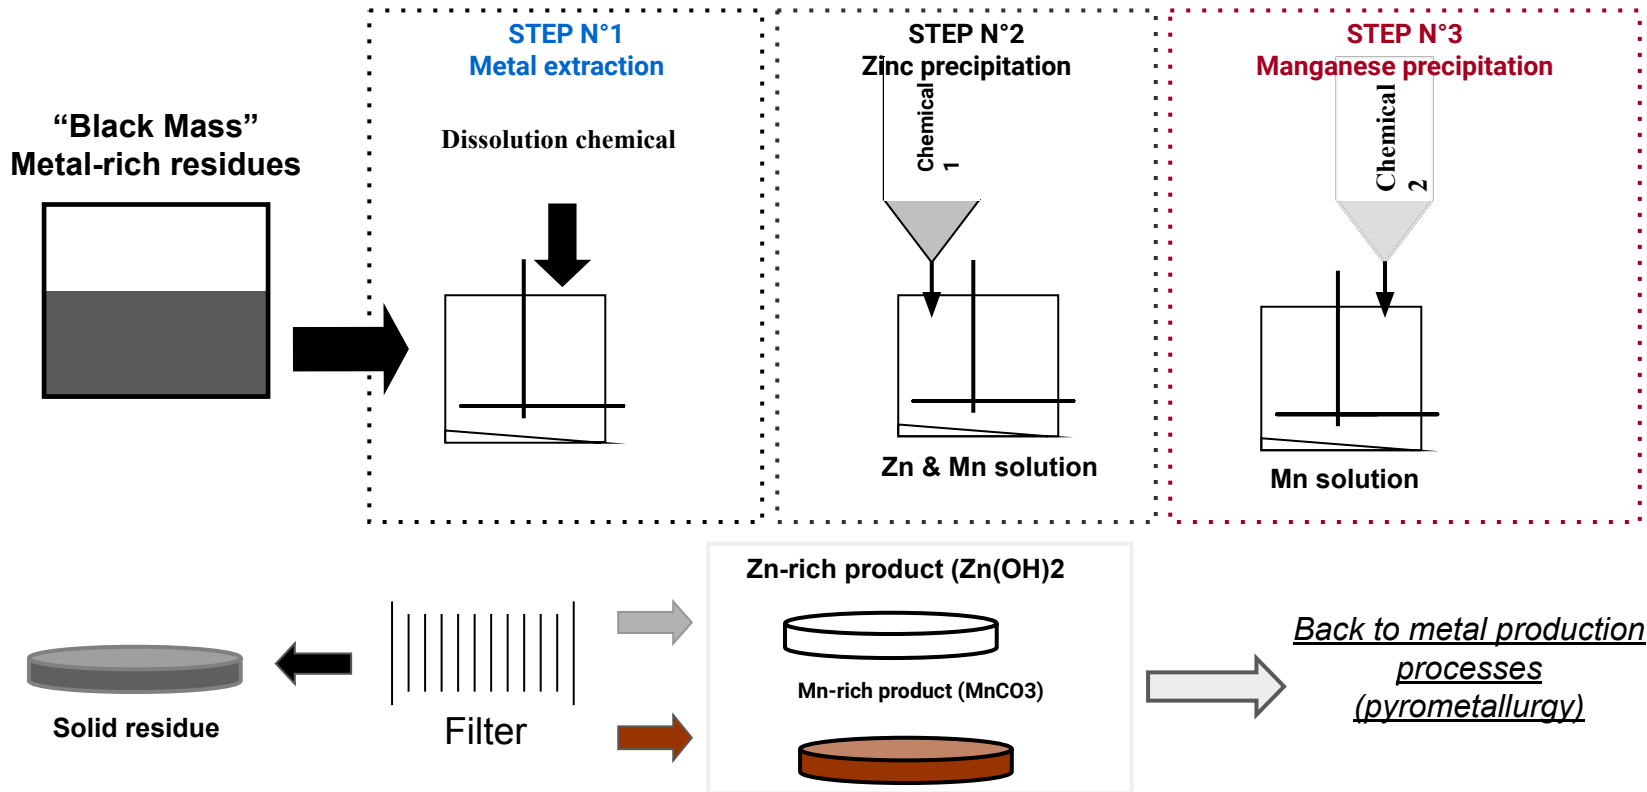 STEP N°1
Metal extraction
STEP N°2
Zinc precipitation
STEP N°3
Manganese precipitation
“Black Mass”
Metal-rich residues
Dissolution chemical
Chemical
1
Chemical
2
Zn & Mn solution
Mn solution
Zn-rich product (Zn(OH)2
Mn-rich product (MnCO3)
Solid residue
Filter
Back to metal production
processes
(pyrometallurgy)